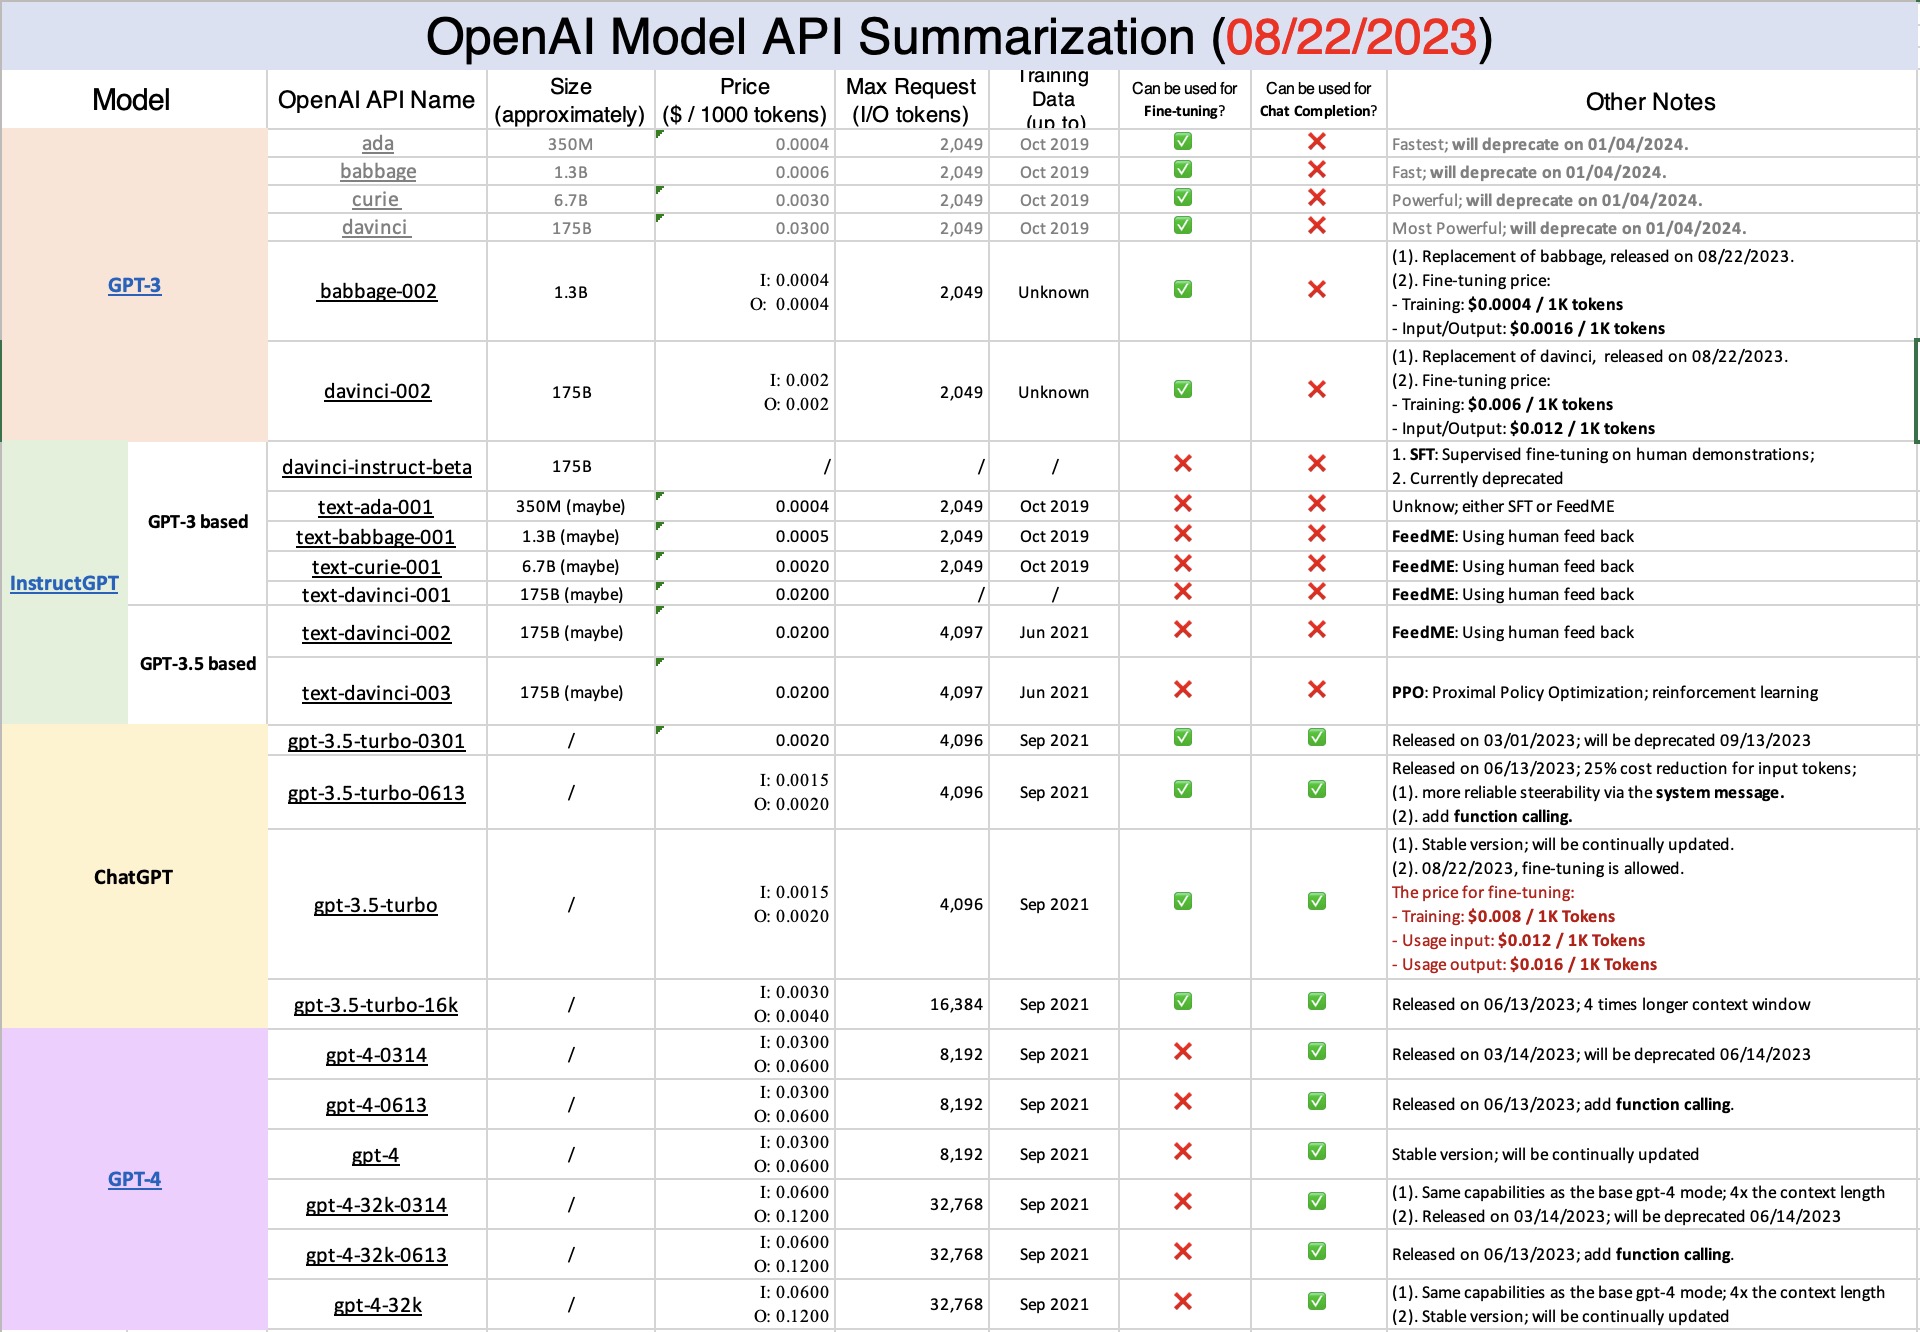 OpenAI Model API Summarization (08/22/2023)
Model OpenAI API Name Size (approximately) Price ($ / 1000 tokens) Max Request (I/O tokens) Training Data (up to) Can be used for Fine-tuning? Can be used for Chat Completion? Other Notes
GPT-3
ada 350M 0.0004 2,049 Oct 2019 ✅ ❌ Fastest; will deprecate on 01/04/2024.
babbage 1.3B 0.0006 2,049 Oct 2019 ✅ ❌ Fast; will deprecate on 01/04/2024.
curie 6.7B 0.0030 2,049 Oct 2019 ✅ ❌ Powerful; will deprecate on 01/04/2024.
davinci 175B 0.0300 2,049 Oct 2019 ✅ ❌ Most Powerful; will deprecate on 01/04/2024.
babbage-002 1.3B I: 0.0004 O: 0.0004 2,049 Unknown ✅ ❌
(1). Replacement of babbage, released on 08/22/2023.
(2). Fine-tuning price:
- Training: $0.0004 / 1K tokens
- Input/Output: $0.0016 / 1K tokens
davinci-002 175B I: 0.002 O: 0.002 2,049 Unknown ✅ ❌
(1). Replacement of davinci, released on 08/22/2023.
(2). Fine-tuning price:
- Training: $0.006 / 1K tokens
- Input/Output: $0.012 / 1K tokens
InstructGPT
GPT-3 based
davinci-instruct-beta 175B / / / ❌ ❌
1. SFT: Supervised fine-tuning on human demonstrations;
2. Currently deprecated
text-ada-001 350M (maybe) 0.0004 2,049 Oct 2019 ❌ ❌ Unknow; either SFT or FeedME
text-babbage-001 1.3B (maybe) 0.0005 2,049 Oct 2019 ❌ ❌ FeedME: Using human feed back
text-curie-001 6.7B (maybe) 0.0020 2,049 Oct 2019 ❌ ❌ FeedME: Using human feed back
text-davinci-001 175B (maybe) 0.0200 / / ❌ ❌ FeedME: Using human feed back
GPT-3.5 based
text-davinci-002 175B (maybe) 0.0200 4,097 Jun 2021 ❌ ❌ FeedME: Using human feed back
text-davinci-003 175B (maybe) 0.0200 4,097 Jun 2021 ❌ ❌ PPO: Proximal Policy Optimization; reinforcement learning
ChatGPT
gpt-3.5-turbo-0301 / 0.0020 4,096 Sep 2021 ✅ ✅ Released on 03/01/2023; will be deprecated 09/13/2023
gpt-3.5-turbo-0613 / I: 0.0015 O: 0.0020 4,096 Sep 2021 ✅ ✅
Released on 06/13/2023; 25% cost reduction for input tokens;
(1). more reliable steerability via the system message.
(2). add function calling.
gpt-3.5-turbo / I: 0.0015 O: 0.0020 4,096 Sep 2021 ✅ ✅
(1). Stable version; will be continually updated.
(2). 08/22/2023, fine-tuning is allowed.
The price for fine-tuning:
- Training: $0.008 / 1K Tokens
- Usage input: $0.012 / 1K Tokens
- Usage output: $0.016 / 1K Tokens
gpt-3.5-turbo-16k / I: 0.0030 O: 0.0040 16,384 Sep 2021 ✅ ✅ Released on 06/13/2023; 4 times longer context window
GPT-4
gpt-4-0314 / I: 0.0300 O: 0.0600 8,192 Sep 2021 ❌ ✅ Released on 03/14/2023; will be deprecated 06/14/2023
gpt-4-0613 / I: 0.0300 O: 0.0600 8,192 Sep 2021 ❌ ✅ Released on 06/13/2023; add function calling.
gpt-4 / I: 0.0300 O: 0.0600 8,192 Sep 2021 ❌ ✅ Stable version; will be continually updated
gpt-4-32k-0314 / I: 0.0600 O: 0.1200 32,768 Sep 2021 ❌ ✅
(1). Same capabilities as the base gpt-4 mode; 4x the context length
(2). Released on 03/14/2023; will be deprecated 06/14/2023
gpt-4-32k-0613 / I: 0.0600 O: 0.1200 32,768 Sep 2021 ❌ ✅ Released on 06/13/2023; add function calling.
gpt-4-32k / I: 0.0600 O: 0.1200 32,768 Sep 2021 ❌ ✅
(1). Same capabilities as the base gpt-4 mode; 4x the context length
(2). Stable version; will be continually updated